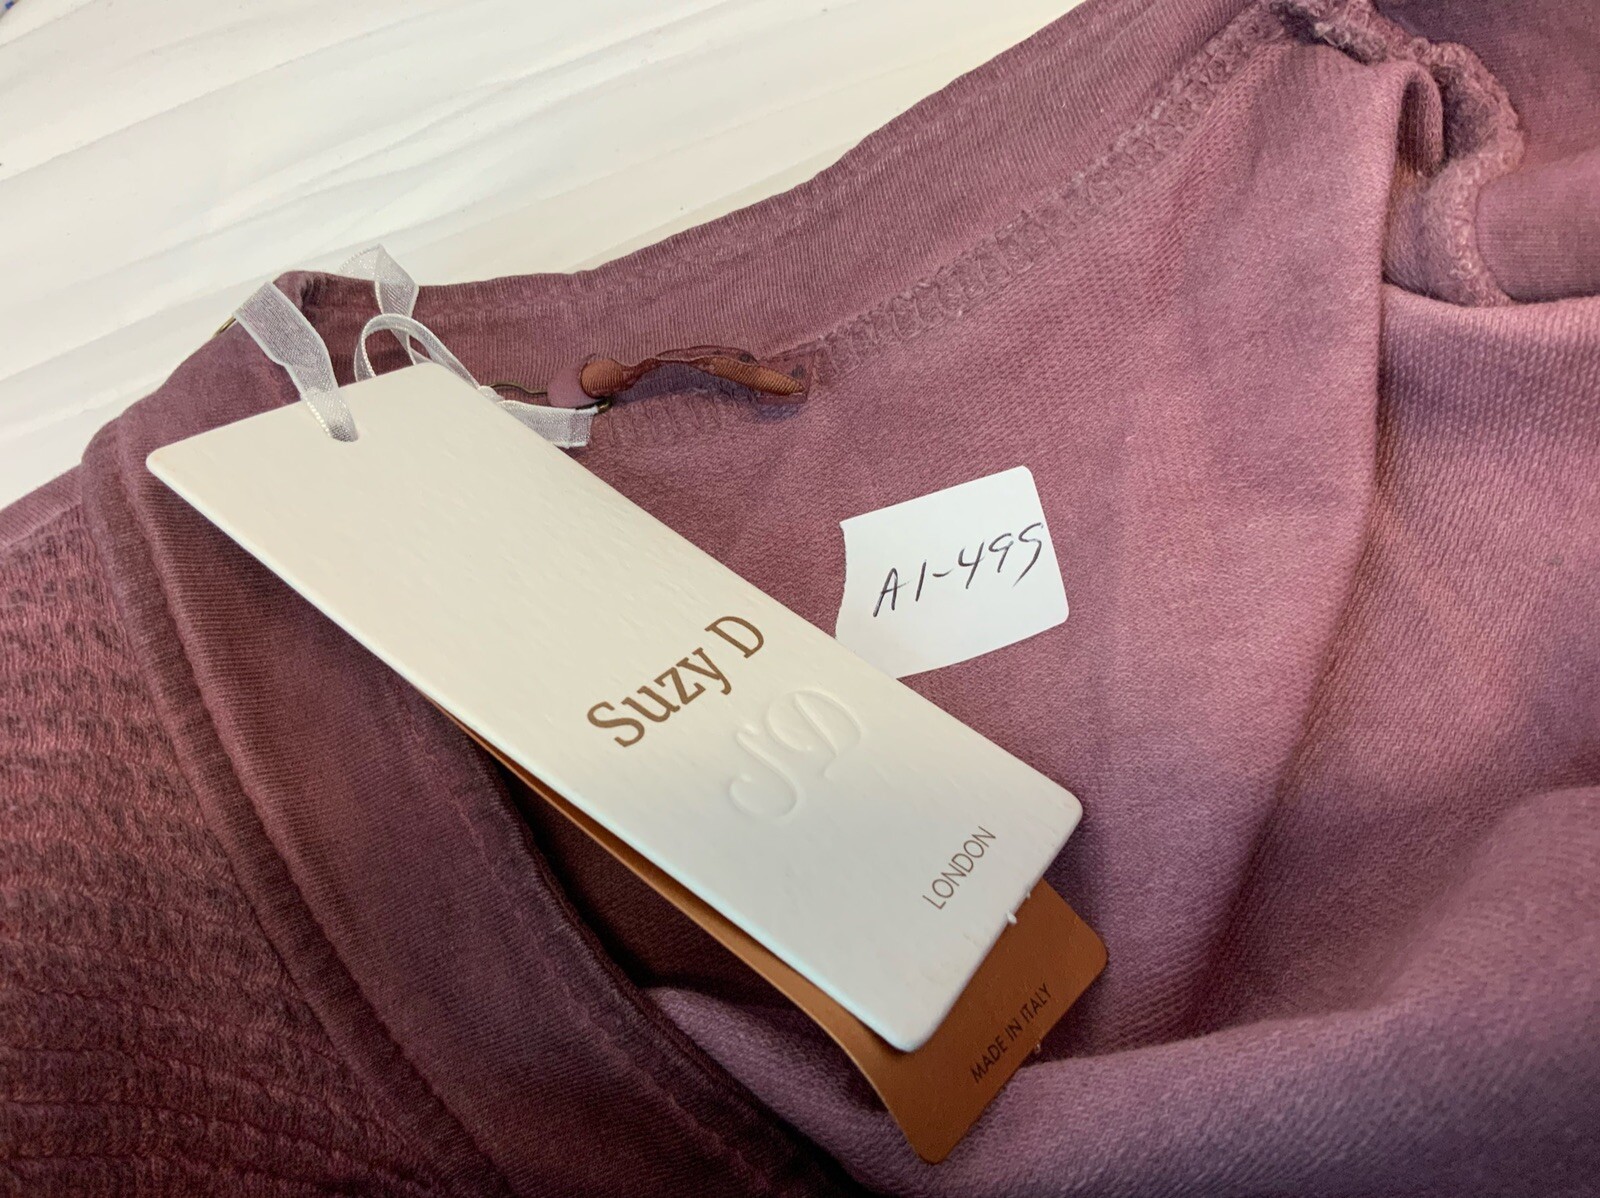 Suzy D
SD
LONDON
MADE IN ITALY
A1-495